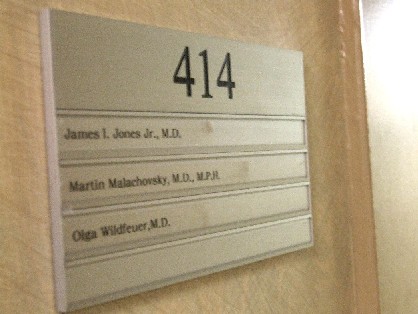 414
James I. Jones Jr., M.D.
Martin Malachovsky, M.D., M.P.H.
Olga Wildfeuer,M.D.